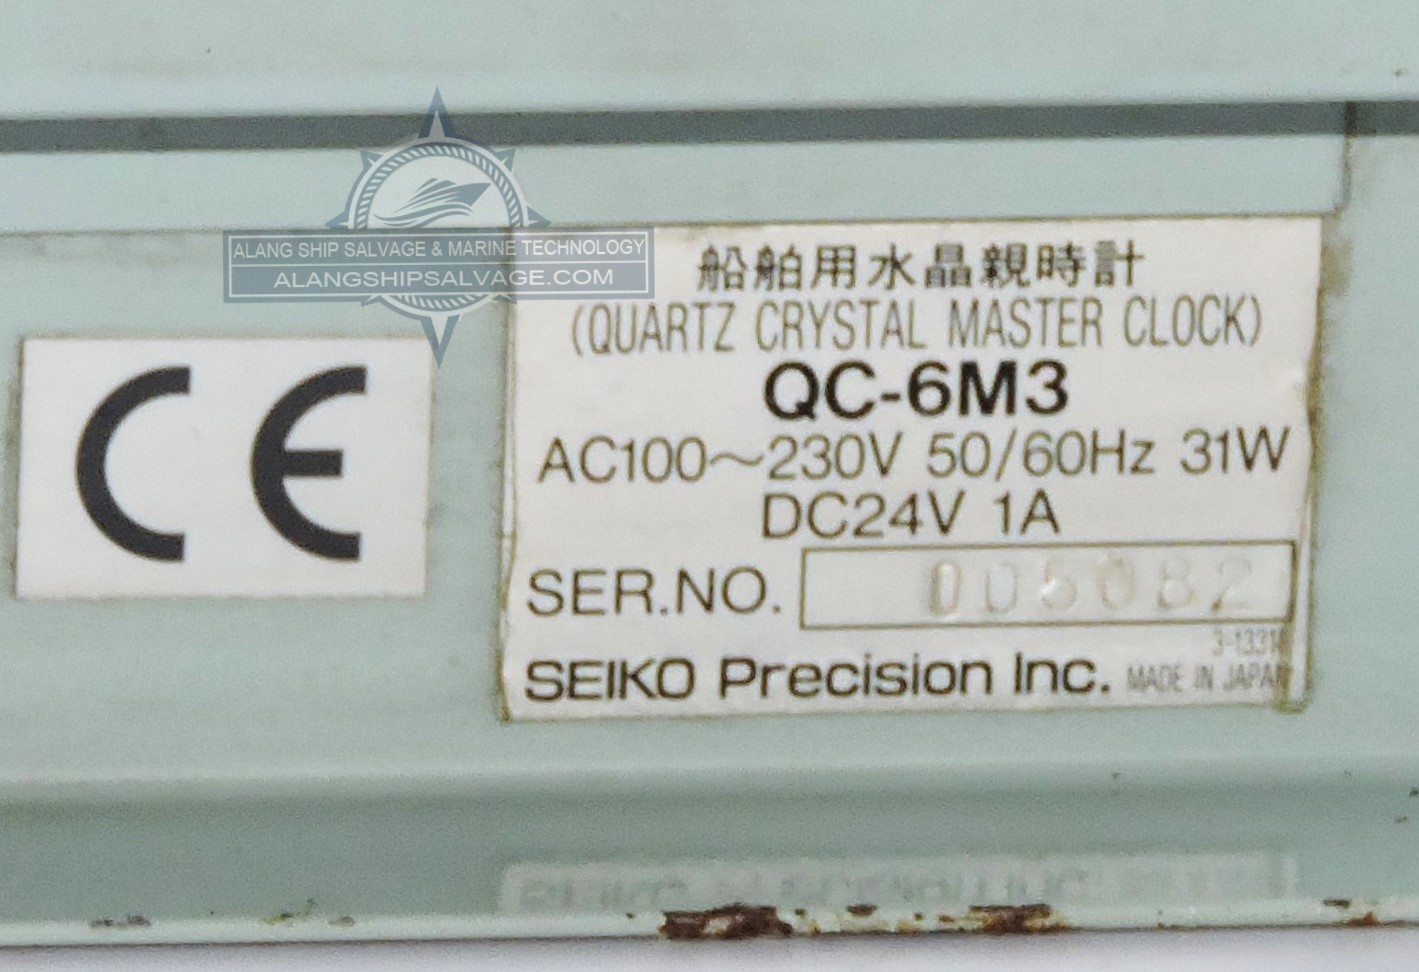 ALANG SHIP SALVAGE & MARINE TECHNOLOGY
ALANGSHIPSALVAGE.COM
船舶用水晶親時計
(QUARTZ CRYSTAL MASTER CLOCK)
QC-6M3
AC100～230V 50/60Hz 31W
DC24V 1A
SER.NO. 005082
3-1331
SEIKO Precision Inc. MADE IN JAPAN
CE